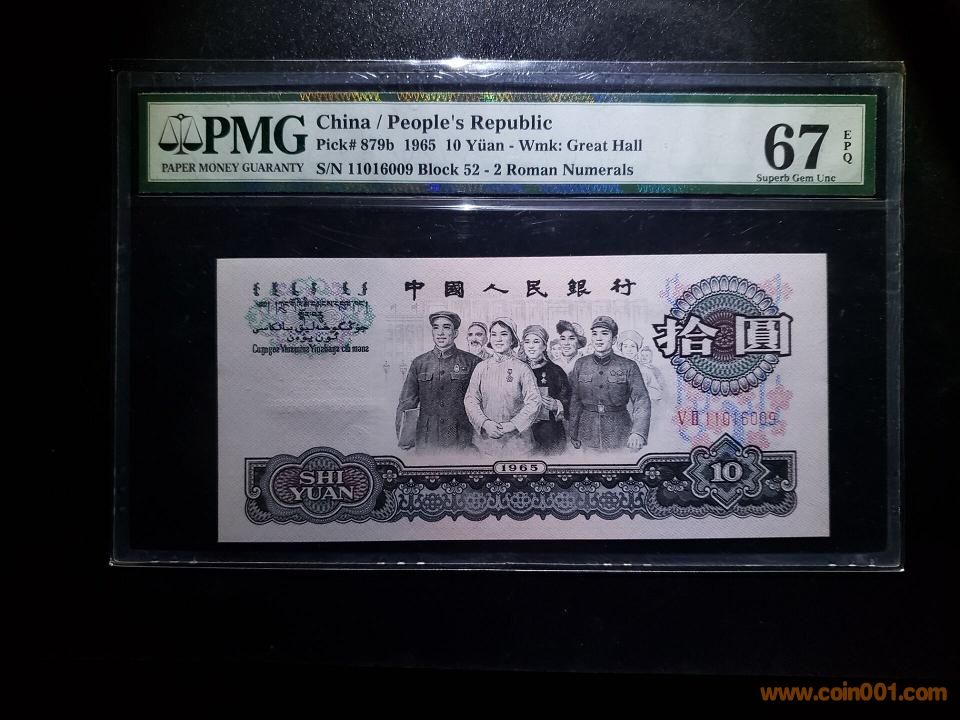 PMG
PAPER MONEY GUARANTY
China / People's Republic
Pick# 879b 1965 10 Yüan - Wmk: Great Hall
S/N 11016009 Block 52 - 2 Roman Numerals
67
EPQ
Superb Gem Unc
中國人民銀行
拾圓
VII 11016009
1965
SHI
YUAN
10
www.coin001.com